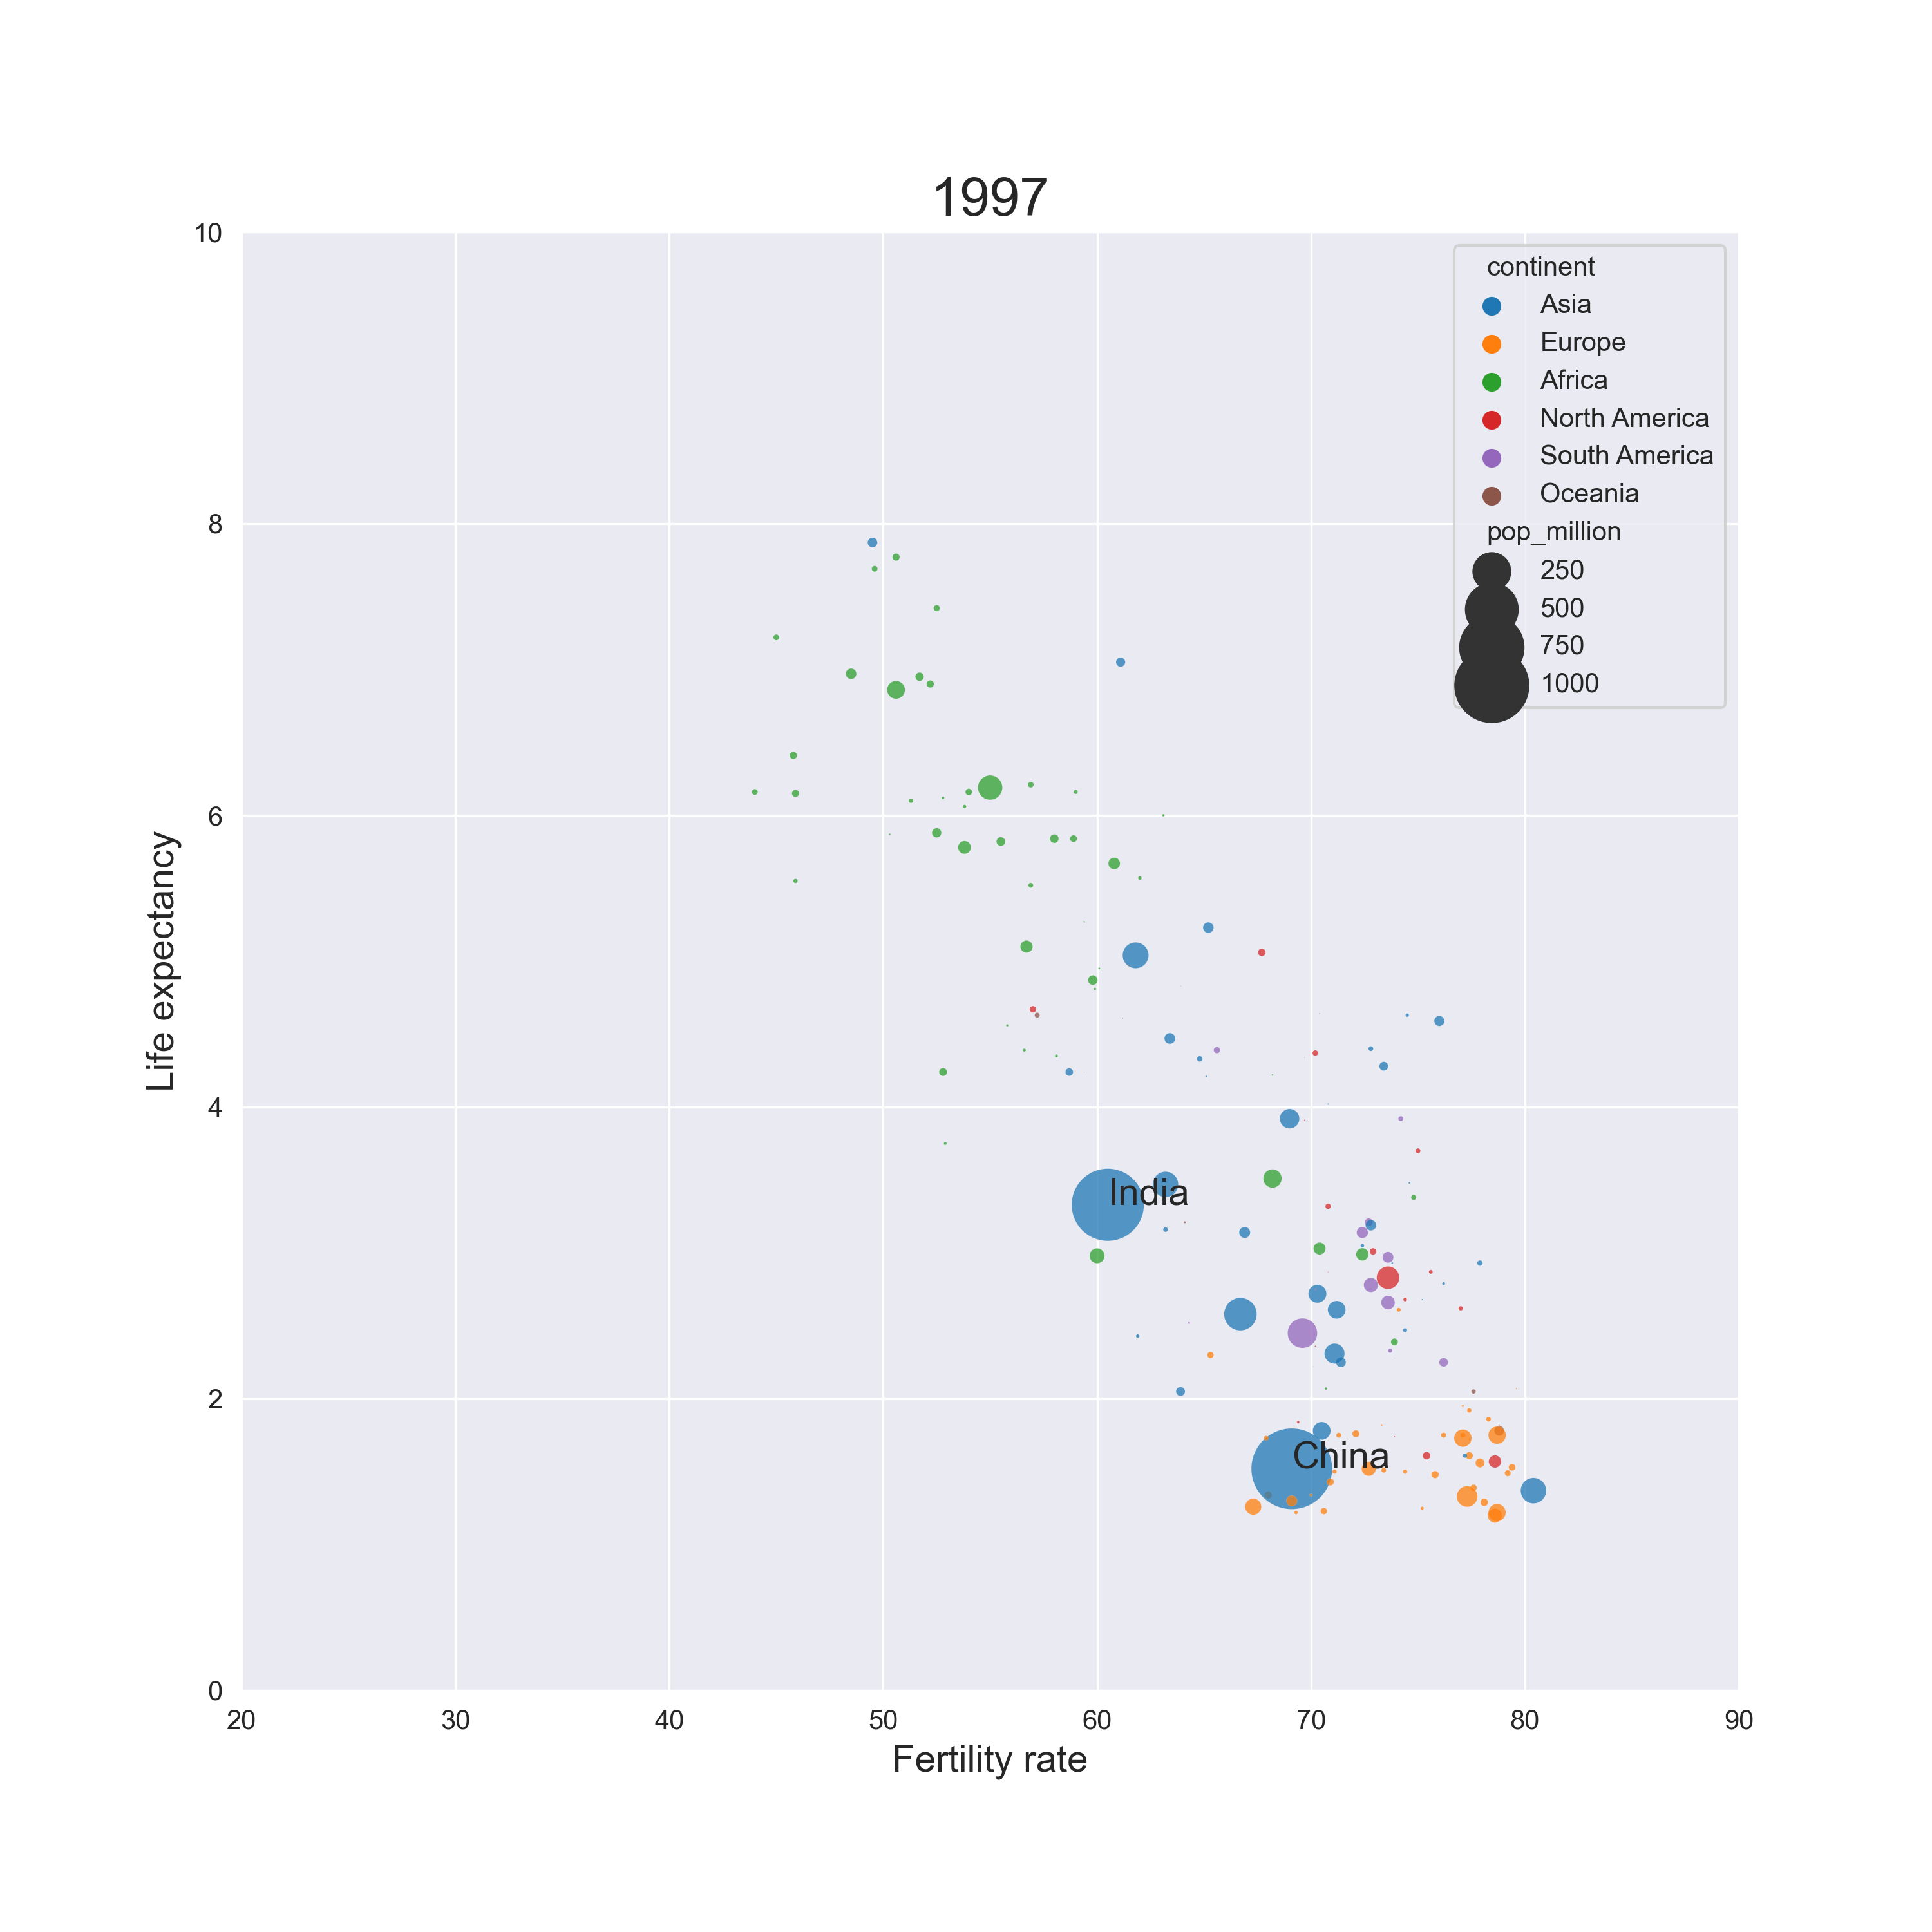 1997
10
8
6
4
2
0
Life expectancy
continent
Asia
Europe
Africa
North America
South America
Oceania
pop_million
250
500
750
1000
India
China
20 30 40 50 60 70 80 90
Fertility rate